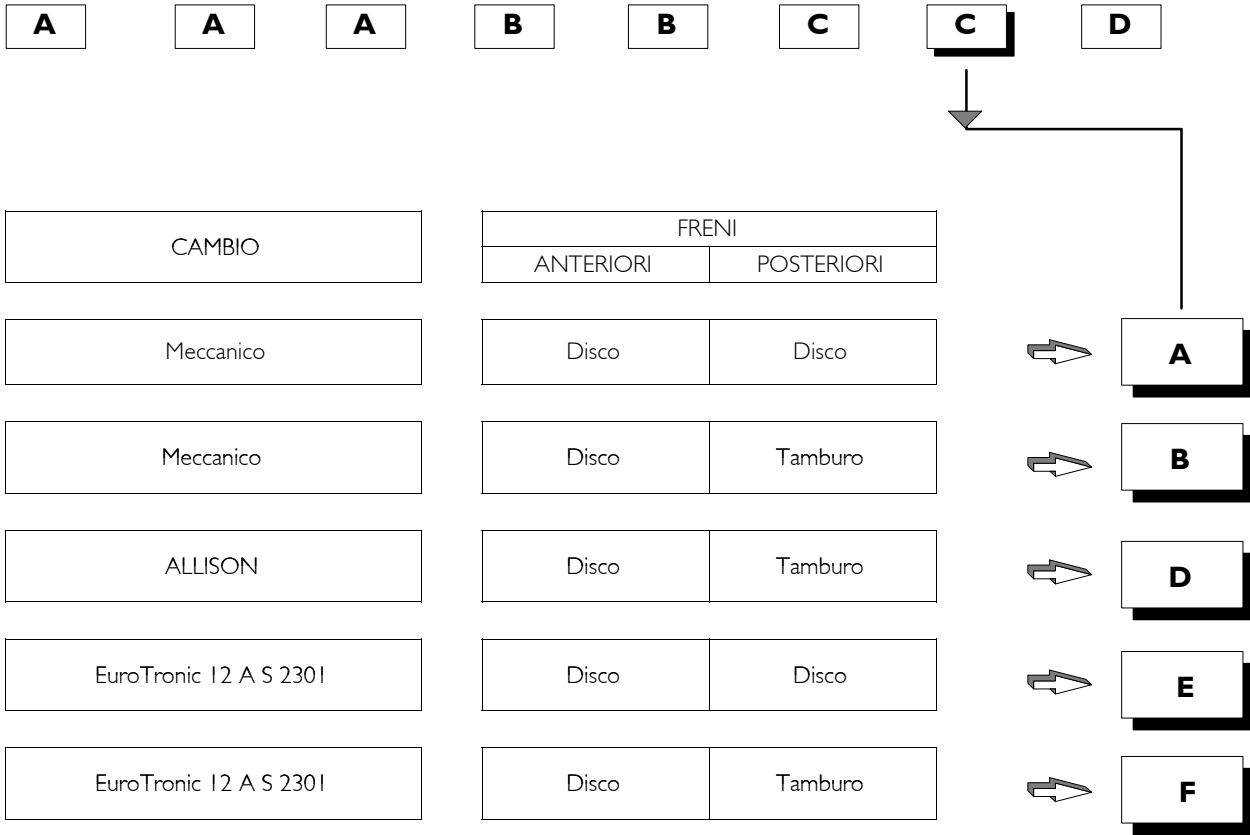 A A A B B C C D
CAMBIO
FRENI
ANTERIORI POSTERIORI
Meccanico Disco Disco A
Meccanico Disco Tamburo B
ALLISON Disco Tamburo D
EuroTronic 12 A S 2301 Disco Disco E
EuroTronic 12 A S 2301 Disco Tamburo F